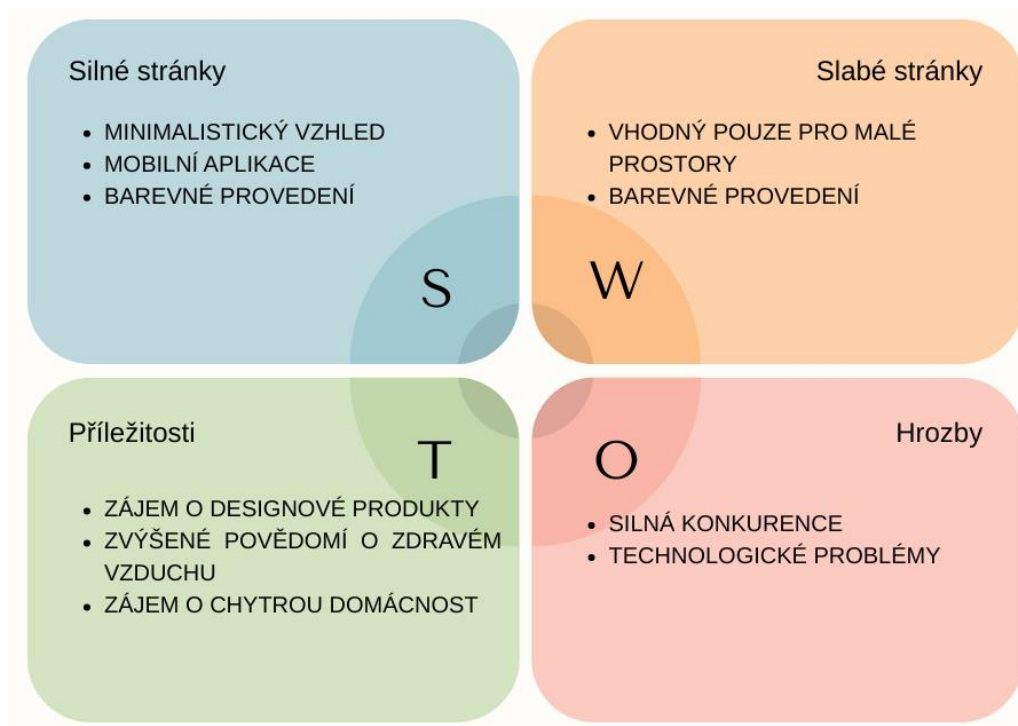 Silné stránky
• MINIMALISTICKÝ VZHLED
• MOBILNÍ APLIKACE
• BAREVNÉ PROVEDENÍ
S
Slabé stránky
• VHODNÝ POUZE PRO MALÉ
PROSTORY
• BAREVNÉ PROVEDENÍ
W
Příležitosti
T
• ZÁJEM O DESIGNOVÉ PRODUKTY
• ZVÝŠENÉ POVĚDOMÍ O ZDRAVÉM
VZDUCHU
• ZÁJEM O CHYTROU DOMÁCNOST
Hrozby
O
• SILNÁ KONKURENCE
• TECHNOLOGICKÉ PROBLÉMY